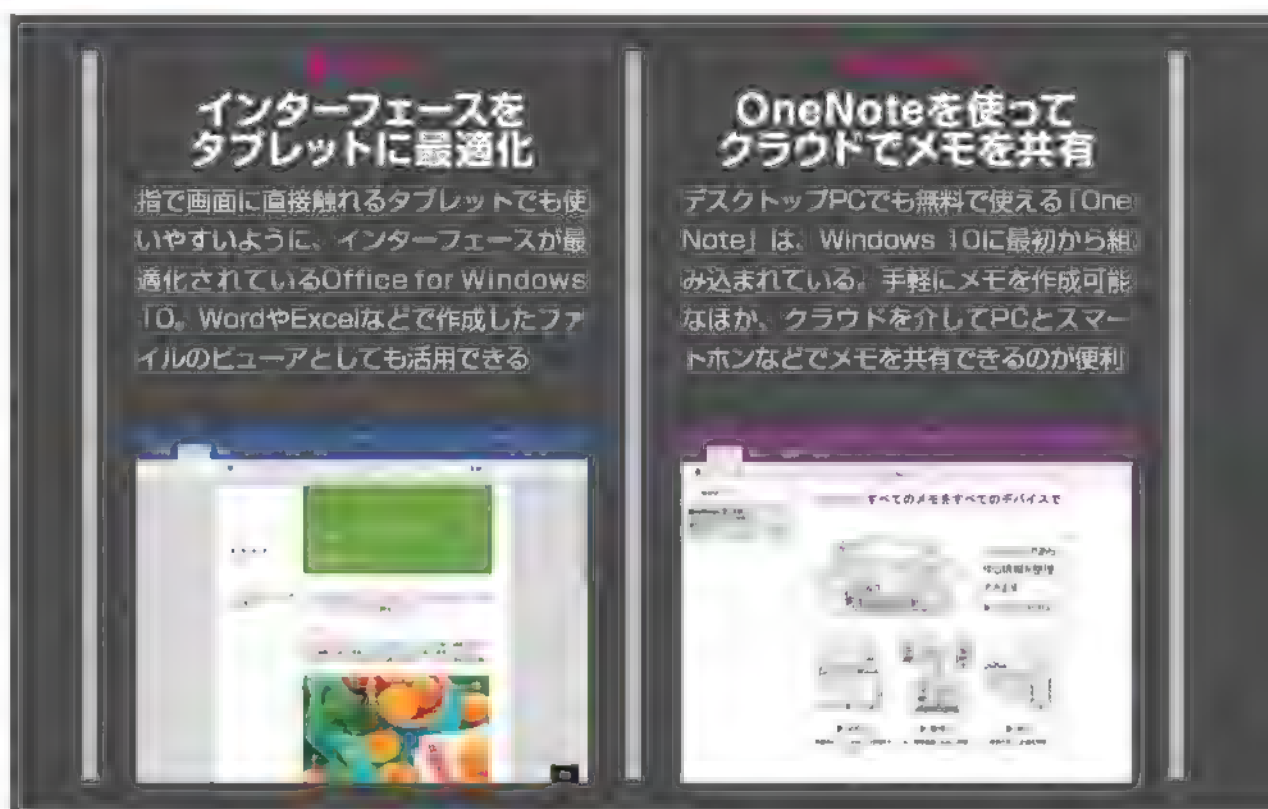 インターフェースを
タブレットに最適化
指で画面に直接触れるタブレットでも使
いやすいように、インターフェースが最
適化されているOffice for Windows
10。WordやExcelなどで作成したファ
イルのビューアとしても活用できる
OneNoteを使って
クラウドでメモを共有
デスクトップPCでも無料で使える「One
Note」は、Windows 10に最初から組
み込まれている。手軽にメモを作成可能
なほか、クラウドを介してPCとスマー
トホンなどでメモを共有できるのが便利
すべてのメモをすべてのデバイスで